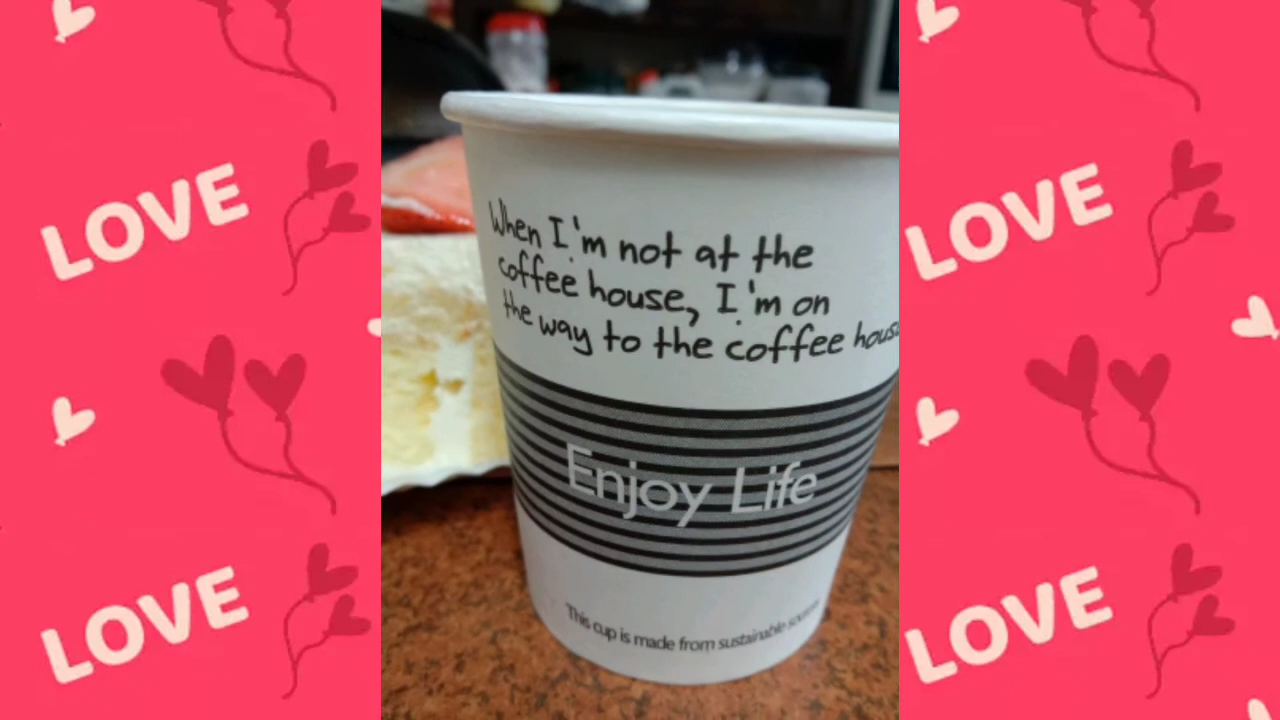 LOVE
LOVE
When I'm not at the
coffee house, I'm on
the way to the coffee
Enjoy Life
This cup is made from sustainable
LOVE
LOVE